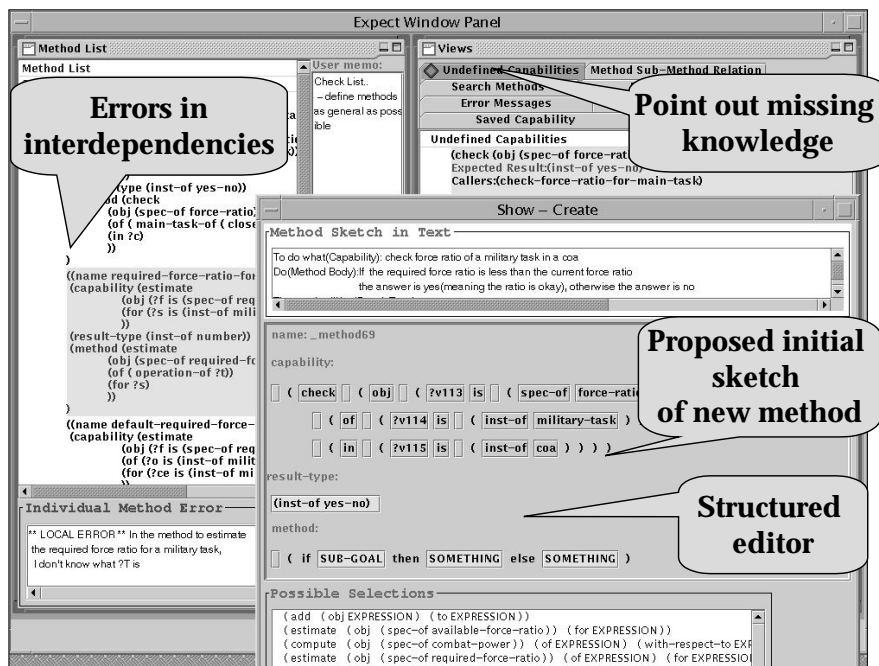 Expect Window Panel
Method List
Method List
User memo:
Check List..
– define methods
as general as poss
ible
Errors in
interdependencies
(type (inst-of yes-no))
(check
(obj (spec-of force-ratio)
(of ( main-task-of ( close
(in ?c)
))
)
((name required-force-ratio-for
(capability (estimate
(obj (?f is (spec-of req
(for (?s is (inst-of mili
))
(result-type (inst-of number))
(method (estimate
(obj (spec-of required-fo
(of ( operation-of ?t))
(for ?s)
))
)
((name default-required-force-
(capability (estimate
(obj (?f is (spec-of req
(of (?o is (inst-of milit
(for (?ce is (inst-of mi
))
Individual Method Error
** LOCAL ERROR ** In the method to estimate
the required force ratio for a military task,
I don't know what ?T is
Views
Undefined Capabilities
Method Sub-Method Relation
Search Methods
Error Messages
Saved Capability
Point out missing
knowledge
Undefined Capabilities
(check (obj (spec-of force-rati
Expected Result:(inst-of yes-no)
Callers:(check-force-ratio-for-main-task)
Show – Create
Method Sketch in Text
To do what(Capability): check force ratio of a military task in a coa
Do(Method Body):If the required force ratio is less than the current force ratio
the answer is yes(meaning the ratio is okay), otherwise the answer is no
name: _method69
capability:
( check ( obj ( ?v113 is ( spec-of force-ratio
( of ( ?v114 is ( inst-of military-task )
( in ( ?v115 is ( inst-of coa ) ) ) )
Proposed initial
sketch
of new method
result-type:
(inst-of yes-no)
method:
( if SUB-GOAL then SOMETHING else SOMETHING )
Structured
editor
Possible Selections
(add (obj EXPRESSION) (to EXPRESSION))
(estimate (obj (spec-of available-force-ratio)) (for EXPRESSION))
(compute (obj (spec-of combat-power)) (of EXPRESSION) (with-respect-to EXP
(estimate (obj (spec-of required-force-ratio)) (of EXPRESSION) (for EXPRESSION